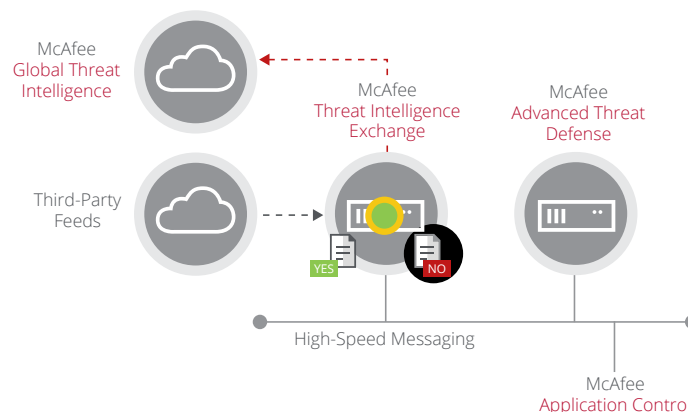 McAfee
Global Threat
Intelligence
McAfee
Threat Intelligence
Exchange
McAfee
Advanced Threat
Defense
Third-Party
Feeds
YES
NO
High-Speed Messaging
McAfee
Application Contro